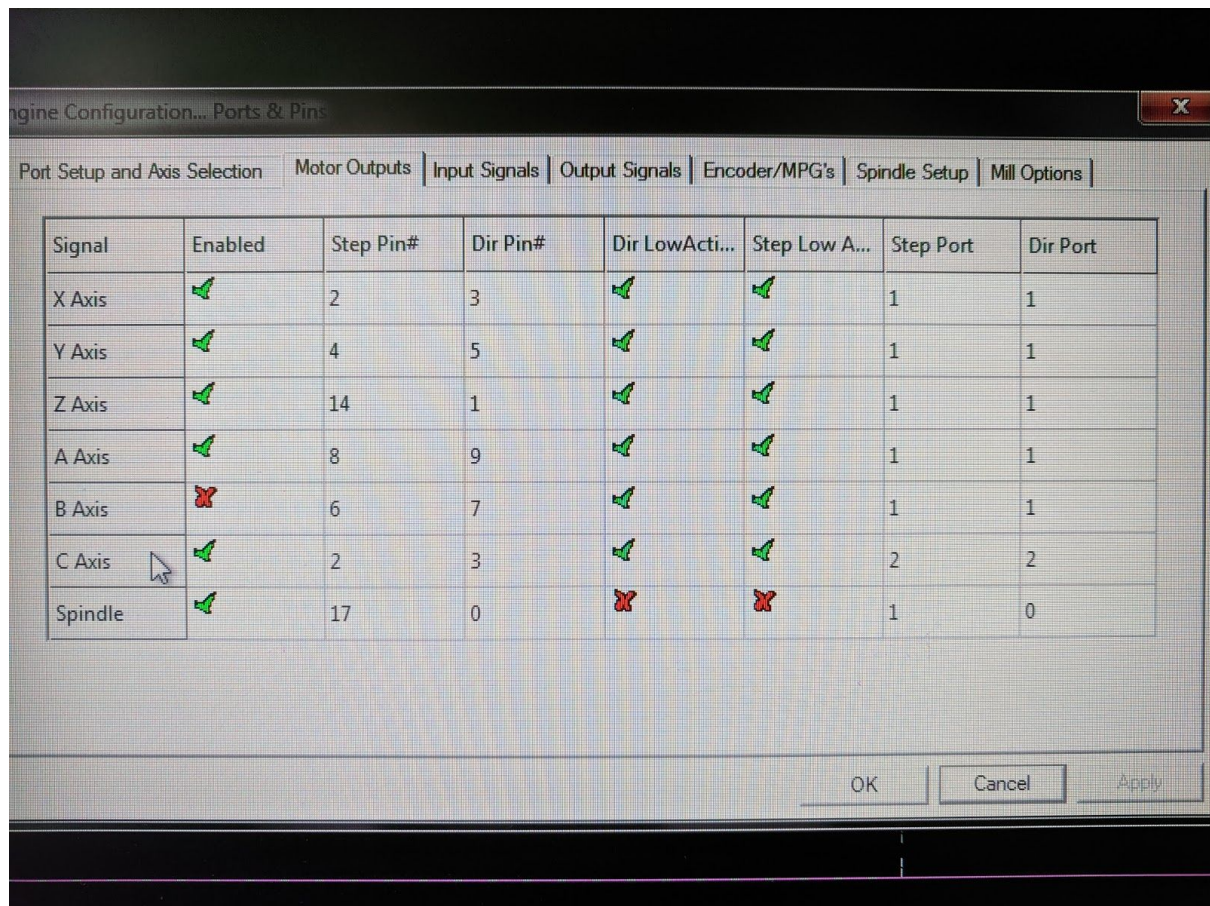 ngine Configuration... Ports & Pins
Port Setup and Axis Selection Motor Outputs Input Signals Output Signals Encoder/MPG's Spindle Setup Mill Options
Signal Enabled Step Pin# Dir Pin# Dir LowActi... Step Low A... Step Port Dir Port
X Axis 2 3 1 1
Y Axis 4 5 1 1
Z Axis 14 1 1 1
A Axis 8 9 1 1
B Axis 6 7 1 1
C Axis 2 3 2 2
Spindle 17 0 1 0
OK Cancel Apply